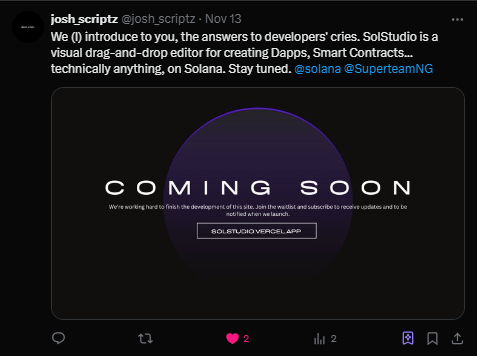 josh_scriptz @josh_scriptz · Nov 13
We (I) introduce to you, the answers to developers' cries. SolStudio is a
visual drag-and-drop editor for creating Dapps, Smart Contracts...
technically anything, on Solana. Stay tuned. @solana @SuperteamNG
COMING SOON
We're working hard to finish the development of this site. Join the waitlist and subscribe to receive updates and to be
notified when we launch.
SOLSTUDIO.VERCEL.APP
2
2